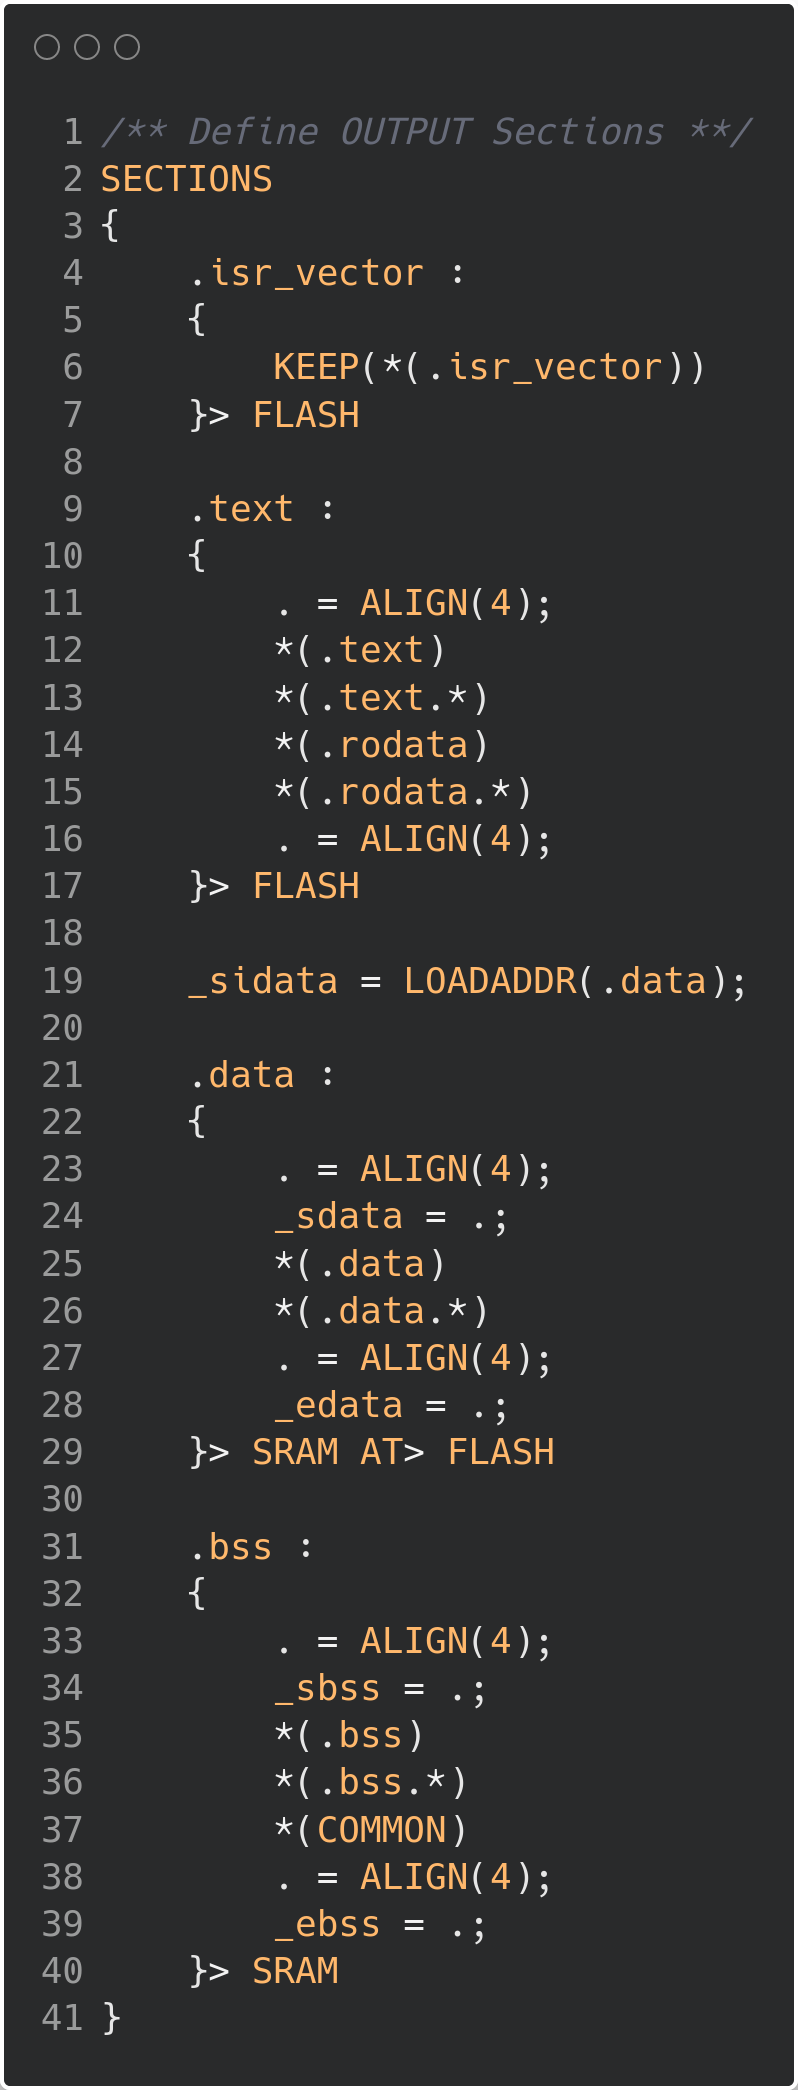 1 /** Define OUTPUT Sections **/
2 SECTIONS
3 {
4     .isr_vector :
5     {
6         KEEP(*(.isr_vector))
7     }> FLASH
8
9     .text :
10     {
11         . = ALIGN(4);
12         *(.text)
13         *(.text.*)
14         *(.rodata)
15         *(.rodata.*)
16         . = ALIGN(4);
17     }> FLASH
18
19     _sidata = LOADADDR(.data);
20
21     .data :
22     {
23         . = ALIGN(4);
24         _sdata = .;
25         *(.data)
26         *(.data.*)
27         . = ALIGN(4);
28         _edata = .;
29     }> SRAM AT> FLASH
30
31     .bss :
32     {
33         . = ALIGN(4);
34         _sbss = .;
35         *(.bss)
36         *(.bss.*)
37         *(COMMON)
38         . = ALIGN(4);
39         _ebss = .;
40     }> SRAM
41 }